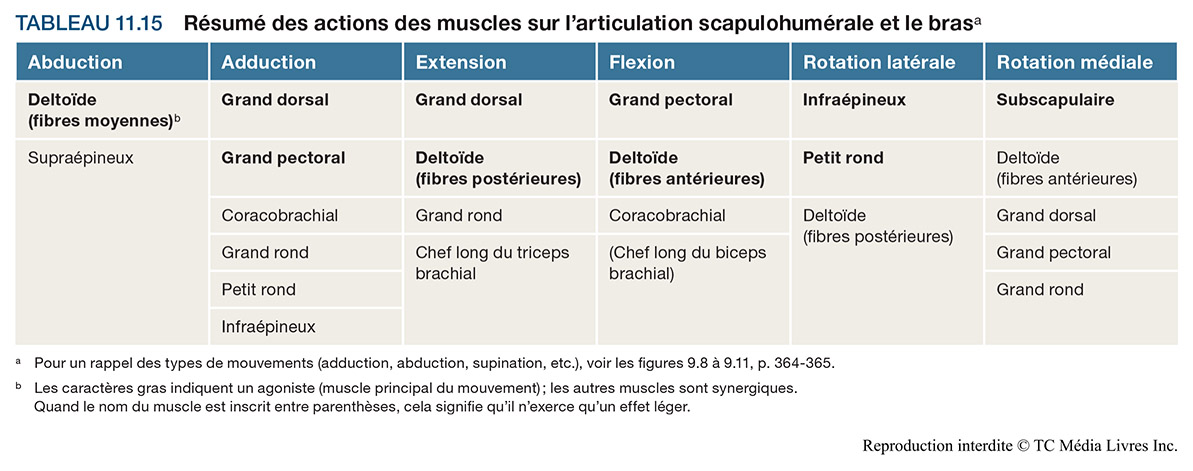 TABLEAU 11.15 Résumé des actions des muscles sur l’articulation scapulohumérale et le brasᵃ
Abduction Adduction Extension Flexion Rotation latérale Rotation médiale
Deltoïde Grand dorsal Grand dorsal Grand pectoral Infraépineux Subscapulaire
(fibres moyennes)ᵇ
Supraépineux Grand pectoral Deltoïde Deltoïde Petit rond Deltoïde
(fibres postérieures) (fibres antérieures) (fibres antérieures)
Coracobrachial Grand rond Coracobrachial Deltoïde Grand dorsal
(fibres postérieures)
Grand rond Chef long du triceps (Chef long du biceps Grand pectoral
brachial brachial)
Petit rond Grand rond
Infraépineux
ᵃ Pour un rappel des types de mouvements (adduction, abduction, supination, etc.), voir les figures 9.8 à 9.11, p. 364-365.
ᵇ Les caractères gras indiquent un agoniste (muscle principal du mouvement) ; les autres muscles sont synergiques.
Quand le nom du muscle est inscrit entre parenthèses, cela signifie qu’il n’exerce qu’un effet léger.
Reproduction interdite © TC Média Livres Inc.